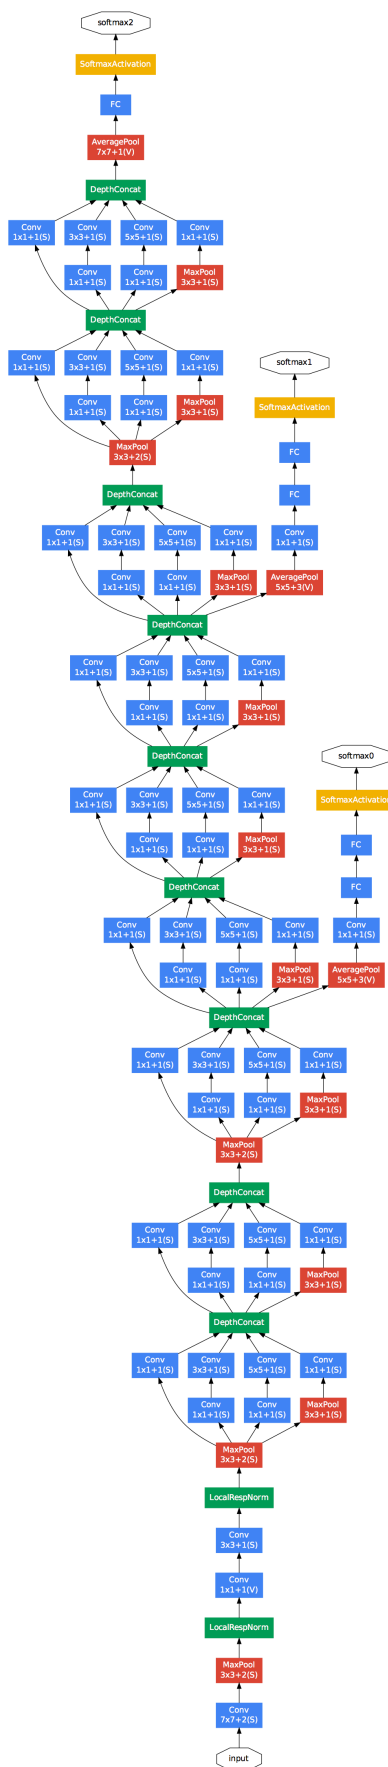 softmax2
SoftmaxActivation
FC
AveragePool
7x7+1(V)
DepthConcat
Conv
1x1+1(S)
Conv
3x3+1(S)
Conv
5x5+1(S)
Conv
1x1+1(S)
Conv
1x1+1(S)
Conv
1x1+1(S)
MaxPool
3x3+1(S)
DepthConcat
Conv
1x1+1(S)
Conv
3x3+1(S)
Conv
5x5+1(S)
Conv
1x1+1(S)
Conv
1x1+1(S)
Conv
1x1+1(S)
MaxPool
3x3+1(S)
MaxPool
3x3+2(S)
DepthConcat
Conv
1x1+1(S)
Conv
3x3+1(S)
Conv
5x5+1(S)
Conv
1x1+1(S)
Conv
1x1+1(S)
Conv
1x1+1(S)
MaxPool
3x3+1(S)
softmax1
SoftmaxActivation
FC
FC
Conv
1x1+1(S)
AveragePool
5x5+3(V)
DepthConcat
Conv
1x1+1(S)
Conv
3x3+1(S)
Conv
5x5+1(S)
Conv
1x1+1(S)
Conv
1x1+1(S)
Conv
1x1+1(S)
MaxPool
3x3+1(S)
DepthConcat
Conv
1x1+1(S)
Conv
3x3+1(S)
Conv
5x5+1(S)
Conv
1x1+1(S)
Conv
1x1+1(S)
Conv
1x1+1(S)
MaxPool
3x3+1(S)
DepthConcat
Conv
1x1+1(S)
Conv
3x3+1(S)
Conv
5x5+1(S)
Conv
1x1+1(S)
Conv
1x1+1(S)
Conv
1x1+1(S)
MaxPool
3x3+1(S)
softmax0
SoftmaxActivation
FC
FC
Conv
1x1+1(S)
AveragePool
5x5+3(V)
DepthConcat
Conv
1x1+1(S)
Conv
3x3+1(S)
Conv
5x5+1(S)
Conv
1x1+1(S)
Conv
1x1+1(S)
Conv
1x1+1(S)
MaxPool
3x3+1(S)
MaxPool
3x3+2(S)
DepthConcat
Conv
1x1+1(S)
Conv
3x3+1(S)
Conv
5x5+1(S)
Conv
1x1+1(S)
Conv
1x1+1(S)
Conv
1x1+1(S)
MaxPool
3x3+1(S)
DepthConcat
Conv
1x1+1(S)
Conv
3x3+1(S)
Conv
5x5+1(S)
Conv
1x1+1(S)
Conv
1x1+1(S)
Conv
1x1+1(S)
MaxPool
3x3+1(S)
MaxPool
3x3+2(S)
LocalRespNorm
Conv
3x3+1(S)
Conv
1x1+1(V)
LocalRespNorm
MaxPool
3x3+2(S)
Conv
7x7+2(S)
input